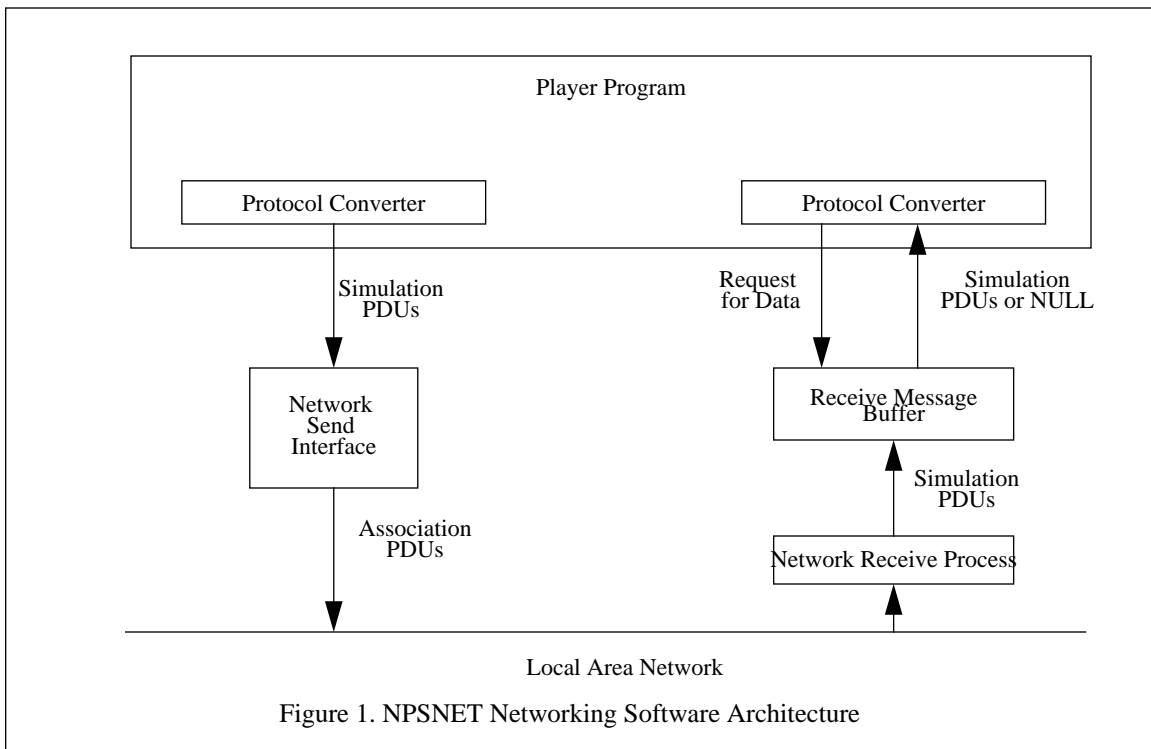 Player Program
Protocol Converter
Protocol Converter
Simulation
PDUs
Request
for Data
Simulation
PDUs or NULL
Network
Send
Interface
Receive Message
Buffer
Association
PDUs
Simulation
PDUs
Network Receive Process
Local Area Network
Figure 1. NPSNET Networking Software Architecture